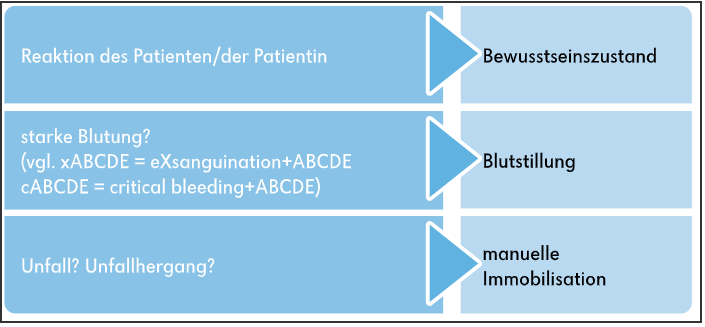 Reaktion des Patienten/der Patientin
Bewusstseinszustand
starke Blutung?
(vgl. xABCDE = eXsanguination+ABCDE
cABCDE = critical bleeding+ABCDE)
Blutstillung
Unfall? Unfallhergang?
manuelle
Immobilisation